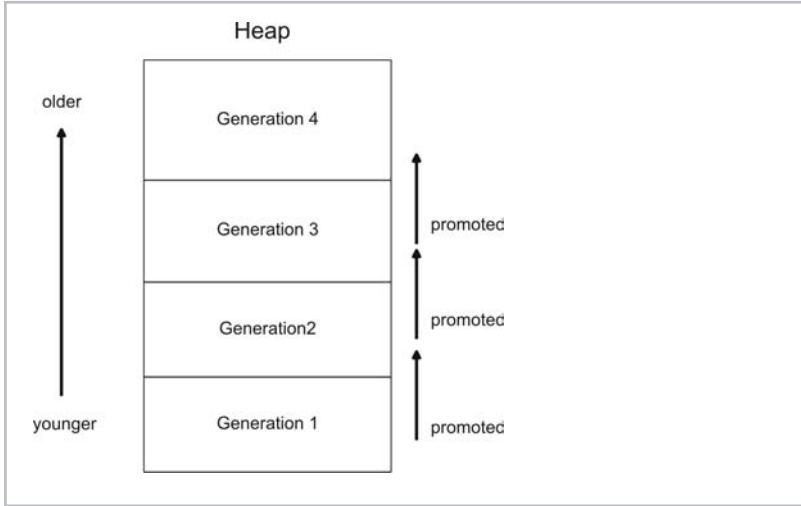 Heap
older
Generation 4
Generation 3
promoted
Generation2
promoted
younger
Generation 1
promoted